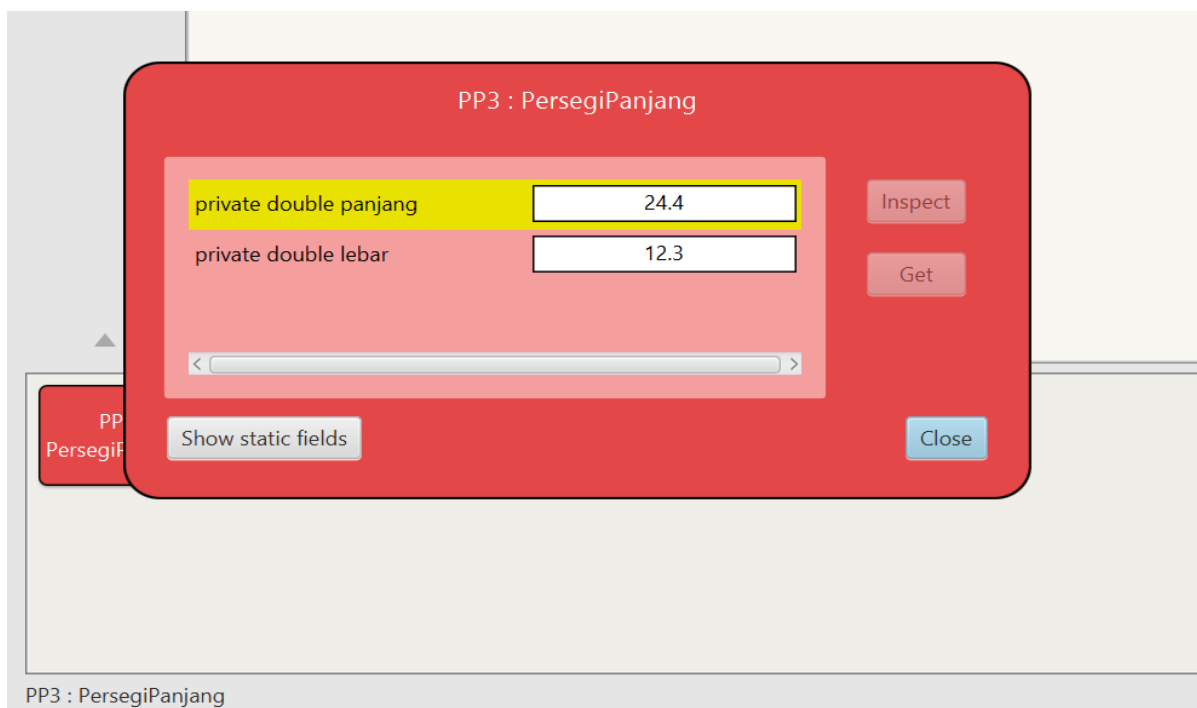 PP3 : PersegiPanjang
private double panjang 24.4
private double lebar 12.3
Inspect
Get
PP
Show static fields
Close
PP3 : PersegiPanjang